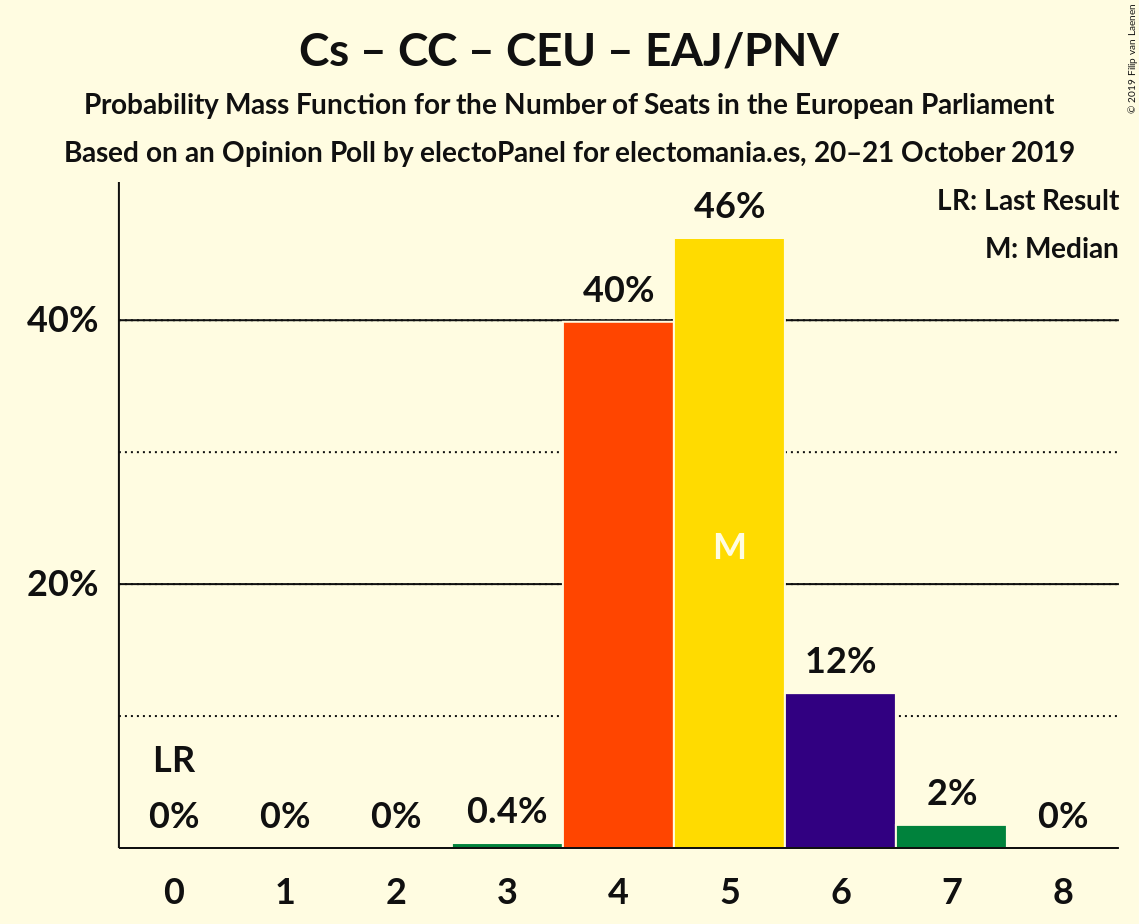 Cs – CC – CEU – EAJ/PNV
Probability Mass Function for the Number of Seats in the European Parliament
Based on an Opinion Poll by electoPanel for electomania.es, 20–21 October 2019
© 2019 Filip van Laenen
LR: Last Result
M: Median
46%
40%
40%
M
20%
12%
LR
0%
0%
0%
0.4%
2%
0%
0 1 2 3 4 5 6 7 8